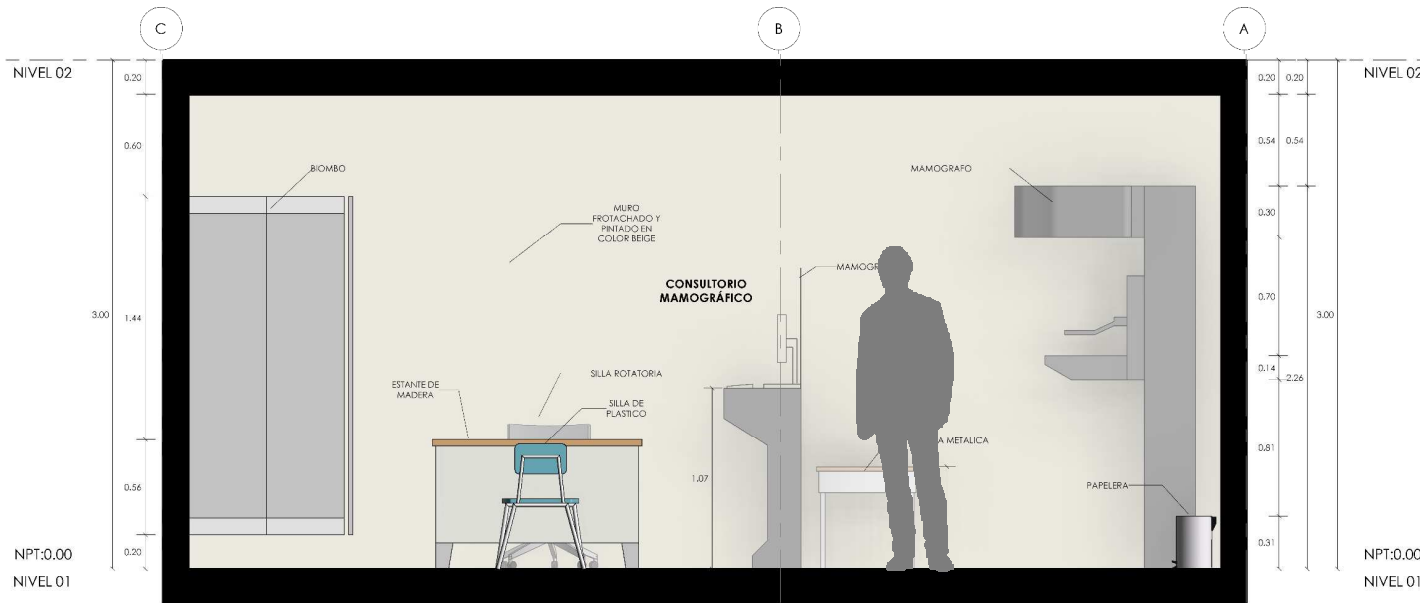 C
B
A
NIVEL 02
NIVEL 02
0.20
0.20
0.20
0.60
0.54
0.54
BIOMBO
MAMOGRAFO
MURO
FROTACHADO Y
PINTADO EN
COLOR BEIGE
0.30
MAMOGR
CONSULTORIO
MAMOGRÁFICO
0.70
3.00
1.44
3.00
SILLA ROTATORIA
ESTANTE DE
MADERA
SILLA DE
PLASTICO
0.14
2.26
A METALICA
0.81
1.07
PAPELERA
0.56
0.31
0.20
NPT:0.00
NPT:0.00
NIVEL 01
NIVEL 01